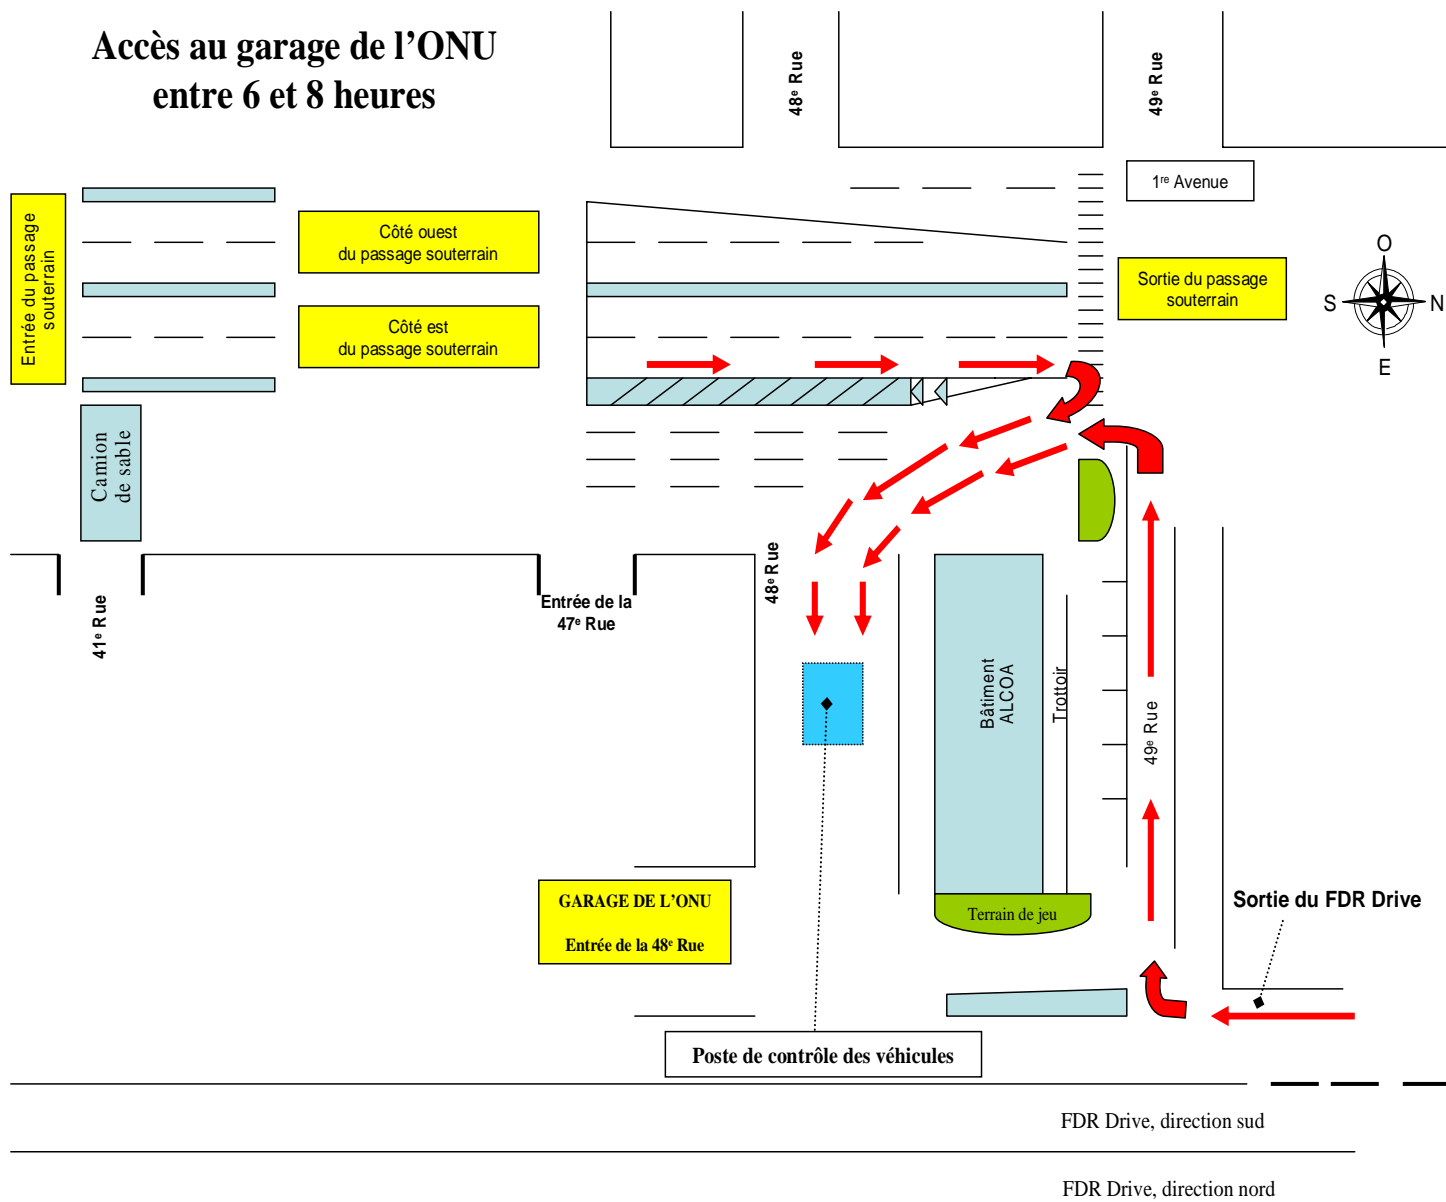 Accès au garage de l’ONU
entre 6 et 8 heures
48e Rue
49e Rue
1re Avenue
Entrée du passage
souterrain
Côté ouest
du passage souterrain
Côté est
du passage souterrain
Sortie du passage
souterrain
O
S
N
E
Camion
de sable
41e Rue
Entrée de la
47e Rue
48e Rue
Bâtiment
ALCOA
Trottoir
49e Rue
GARAGE DE L’ONU
Entrée de la 48e Rue
Terrain de jeu
Sortie du FDR Drive
Poste de contrôle des véhicules
FDR Drive, direction sud
FDR Drive, direction nord